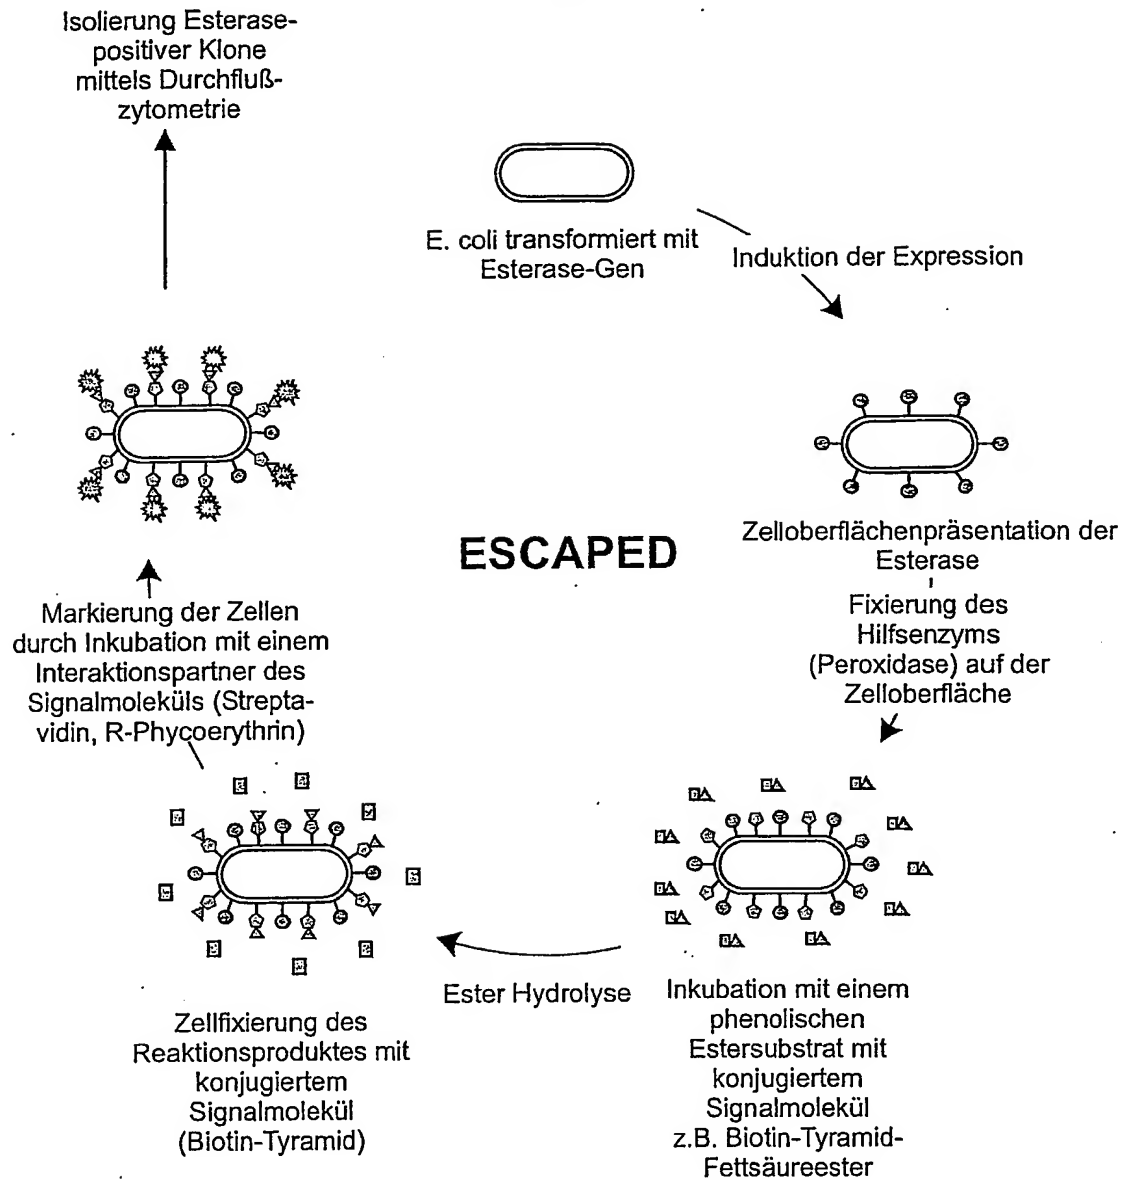 Isolierung Esterase-
positiver Klone
mittels Durchfluß-
zytometrie
E. coli transformiert mit
Esterase-Gen
Induktion der Expression
Zelloberflächenpräsentation der
Esterase
Fixierung des
Hilfsenzyms
(Peroxidase) auf der
Zelloberfläche
ESCAPED
Markierung der Zellen
durch Inkubation mit einem
Interaktionspartner des
Signalmoleküls (Strepta-
vidin, R-Phycoerythrin)
Ester Hydrolyse
Inkubation mit einem
phenolischen
Estersubstrat mit
konjugiertem
Signalmolekül
z.B. Biotin-Tyramid-
Fettsäureester
Zellfixierung des
Reaktionsproduktes mit
konjugiertem
Signalmolekül
(Biotin-Tyramid)